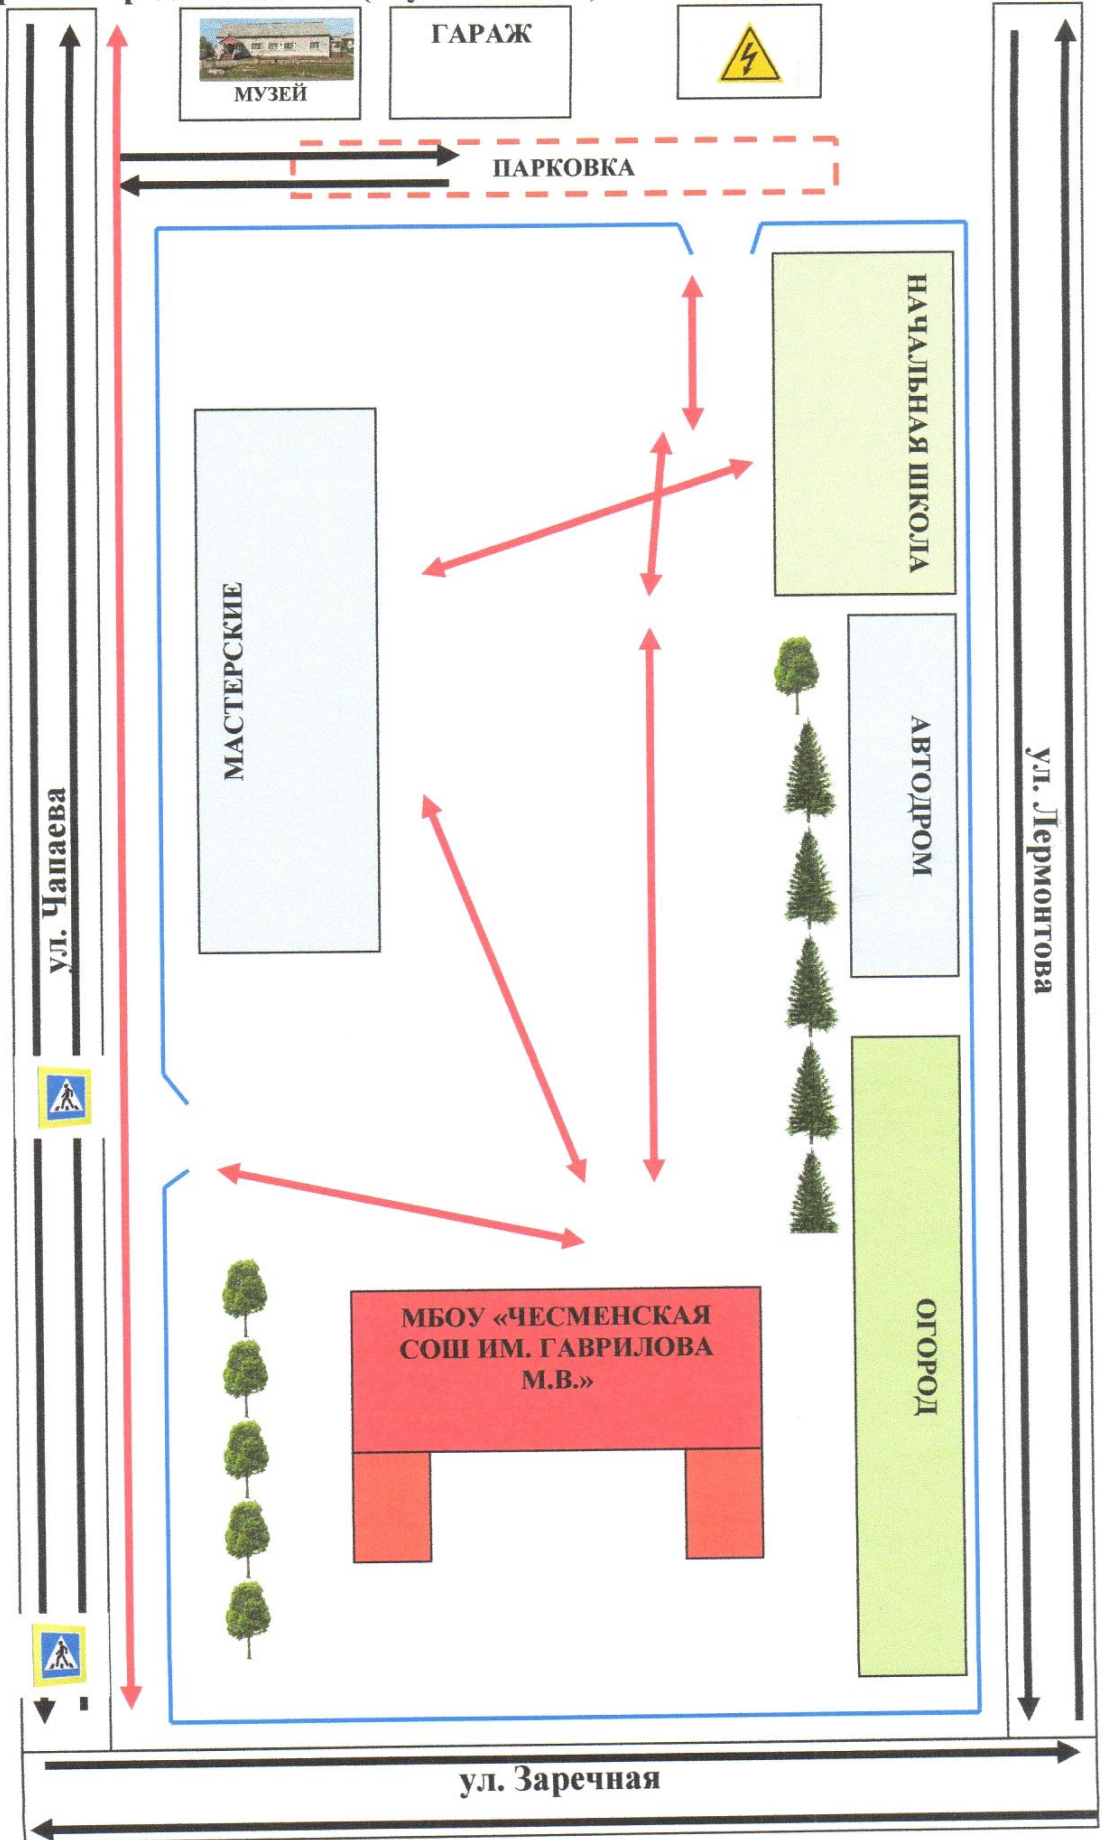 ГАРАЖ
МУЗЕЙ
ПАРКОВКА
НАЧАЛЬНАЯ ШКОЛА
МАСТЕРСКИЕ
АВТОДРОМ
ул. Чапаева
ул. Лермонтова
МБОУ «ЧЕСМЕНСКАЯ
СОШ ИМ. ГАВРИЛОВА
М.В.»
ОГОРОД
ул. Заречная